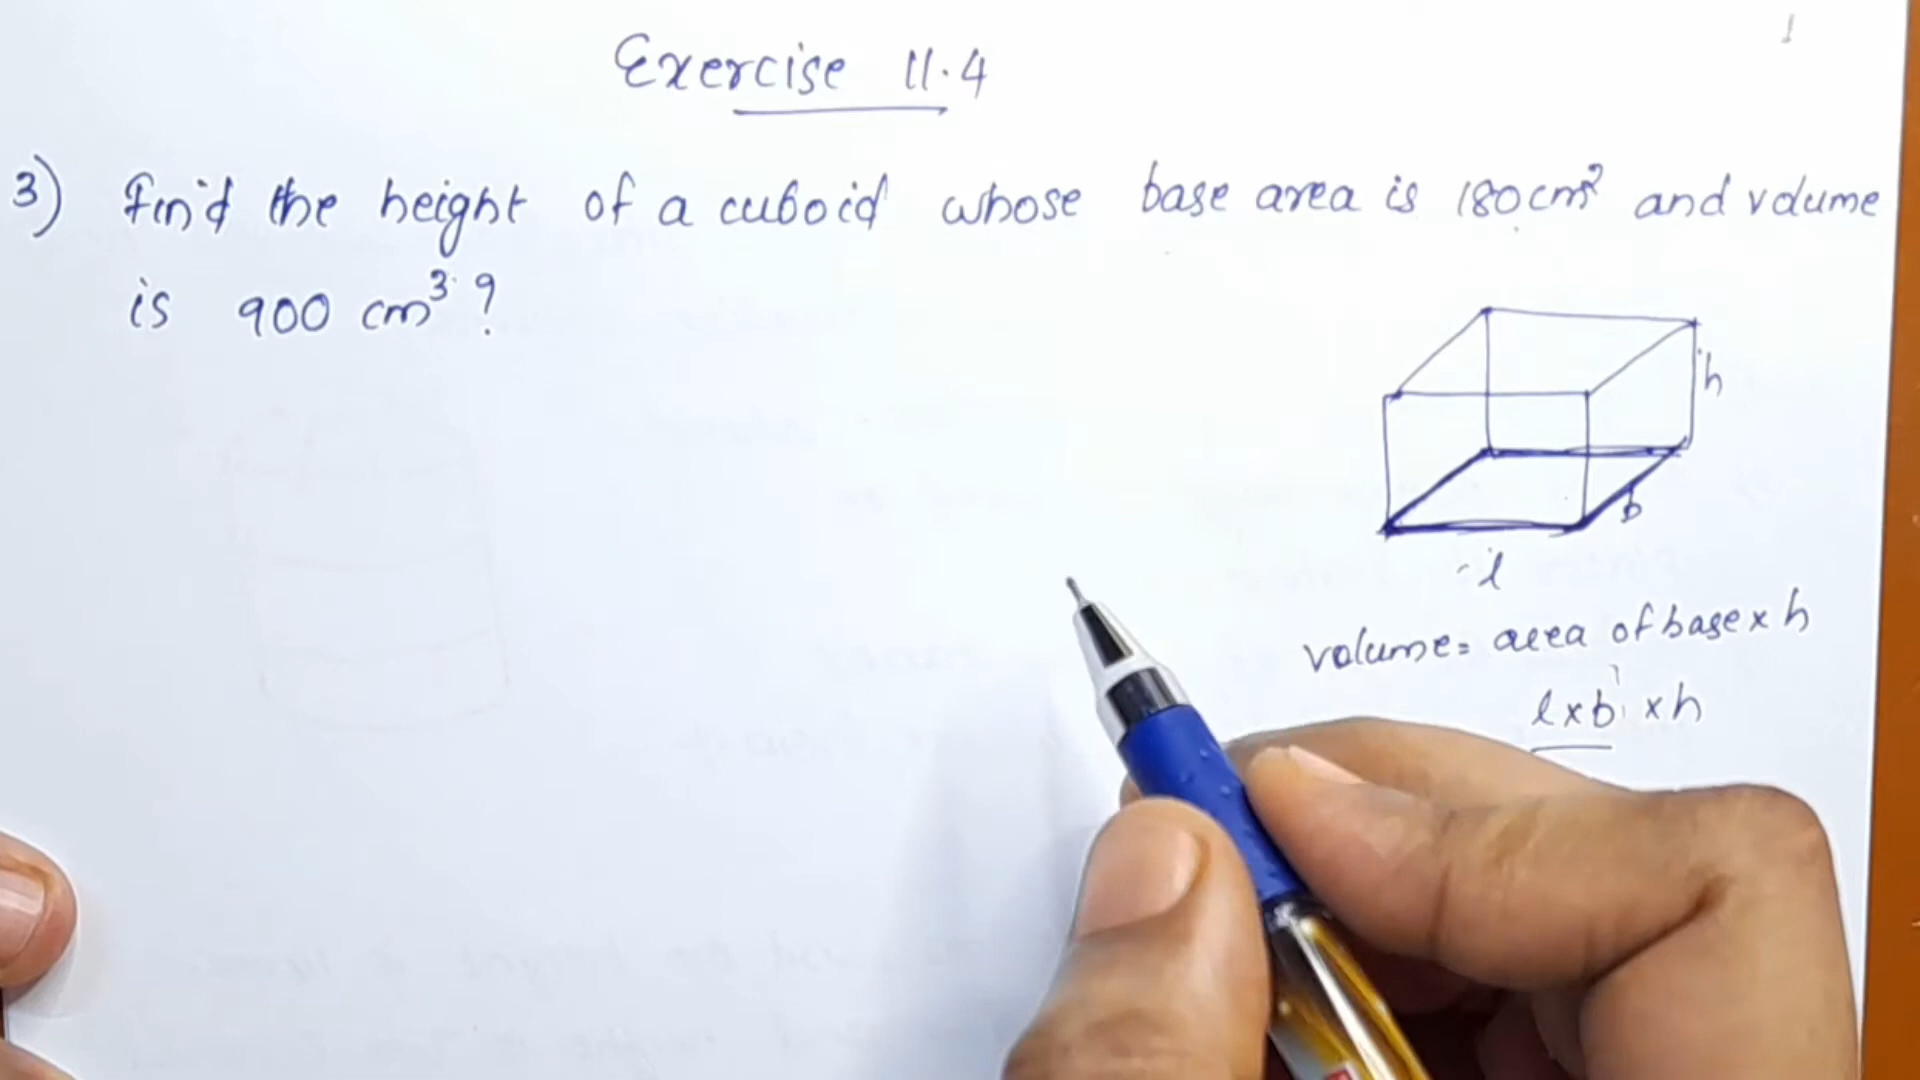 Exercise 11.4
3) Find the height of a cuboid whose base area is 180cm² and volume
is 900 cm³ ?
h
b
l
volume = area of base × h
l × b × h